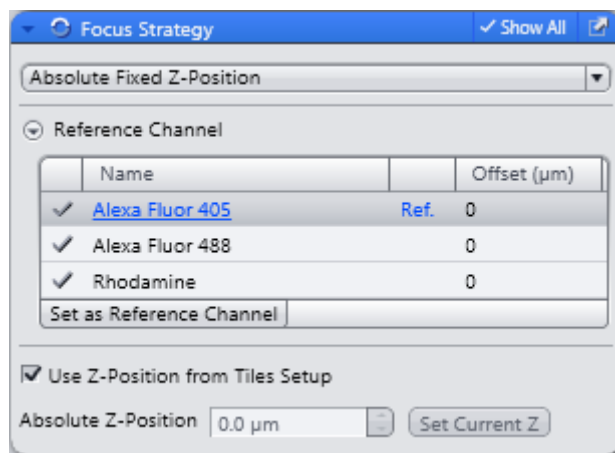 Focus Strategy ✓ Show All
Absolute Fixed Z-Position
Reference Channel
Name Offset (µm)
Alexa Fluor 405 Ref. 0
Alexa Fluor 488 0
Rhodamine 0
Set as Reference Channel
Use Z-Position from Tiles Setup
Absolute Z-Position 0.0 µm Set Current Z